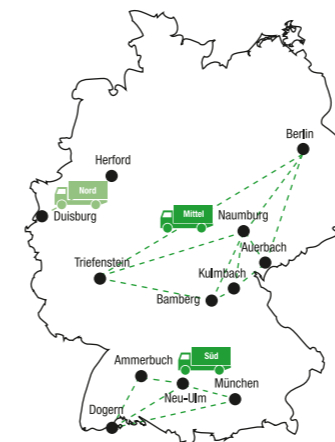 Berlin
Herford
Nord
Duisburg
Mittel
Naumburg
Auerbach
Triefenstein
Kulmbach
Bamberg
Süd
Ammerbuch
Neu-Ulm
München
Dogern